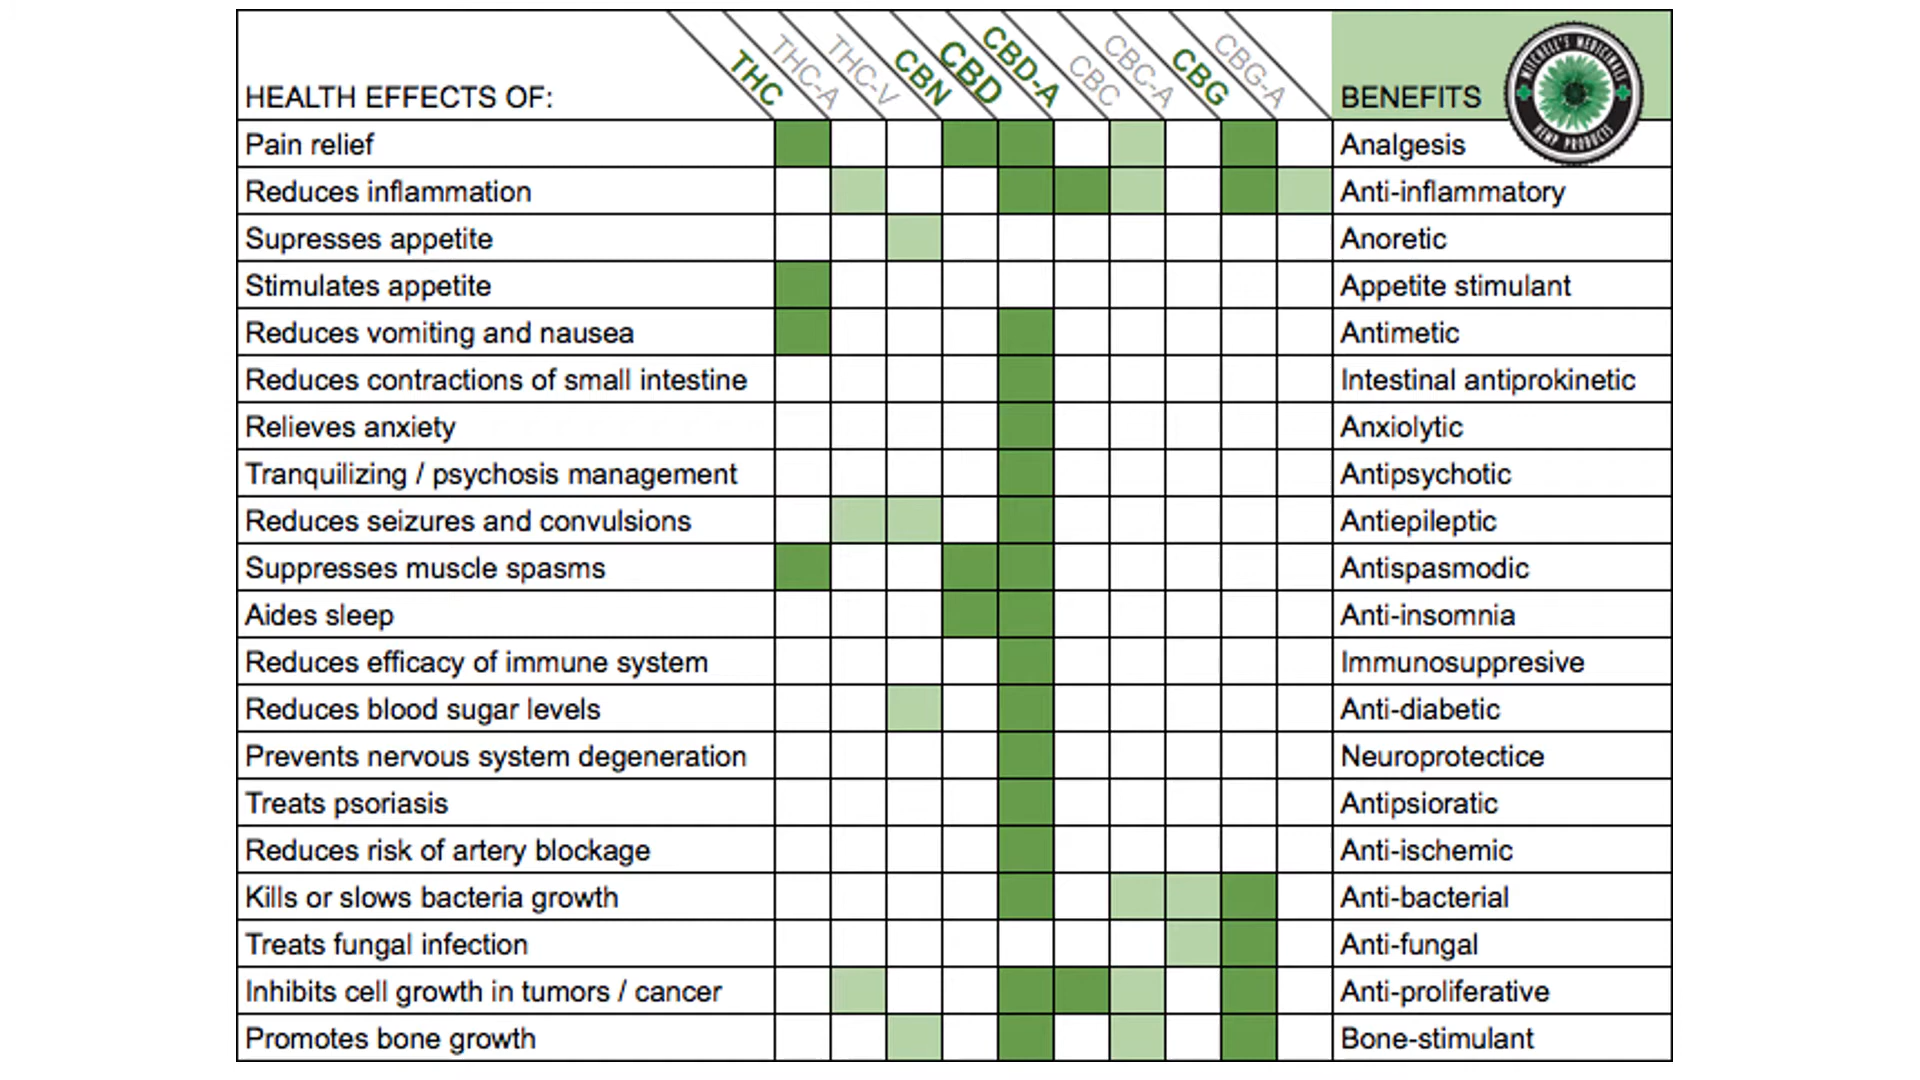 HEALTH EFFECTS OF: THC THC-A THC-V CBN CBD CBD-A CBC CBC-A CBG CBG-A BENEFITS
MITCHELL'S MEDICINALS
HEMP PRODUCTS
Pain relief Analgesis
Reduces inflammation Anti-inflammatory
Supresses appetite Anoretic
Stimulates appetite Appetite stimulant
Reduces vomiting and nausea Antimetic
Reduces contractions of small intestine Intestinal antiprokinetic
Relieves anxiety Anxiolytic
Tranquilizing / psychosis management Antipsychotic
Reduces seizures and convulsions Antiepileptic
Suppresses muscle spasms Antispasmodic
Aides sleep Anti-insomnia
Reduces efficacy of immune system Immunosuppresive
Reduces blood sugar levels Anti-diabetic
Prevents nervous system degeneration Neuroprotectice
Treats psoriasis Antipsioratic
Reduces risk of artery blockage Anti-ischemic
Kills or slows bacteria growth Anti-bacterial
Treats fungal infection Anti-fungal
Inhibits cell growth in tumors / cancer Anti-proliferative
Promotes bone growth Bone-stimulant